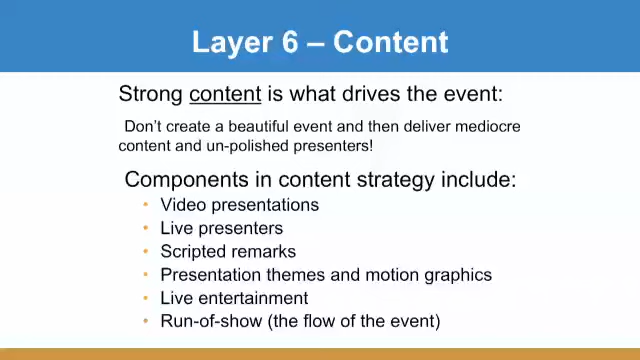 Layer 6 – Content
Strong content is what drives the event:
Don’t create a beautiful event and then deliver mediocre
content and un-polished presenters!
Components in content strategy include:
• Video presentations
• Live presenters
• Scripted remarks
• Presentation themes and motion graphics
• Live entertainment
• Run-of-show (the flow of the event)